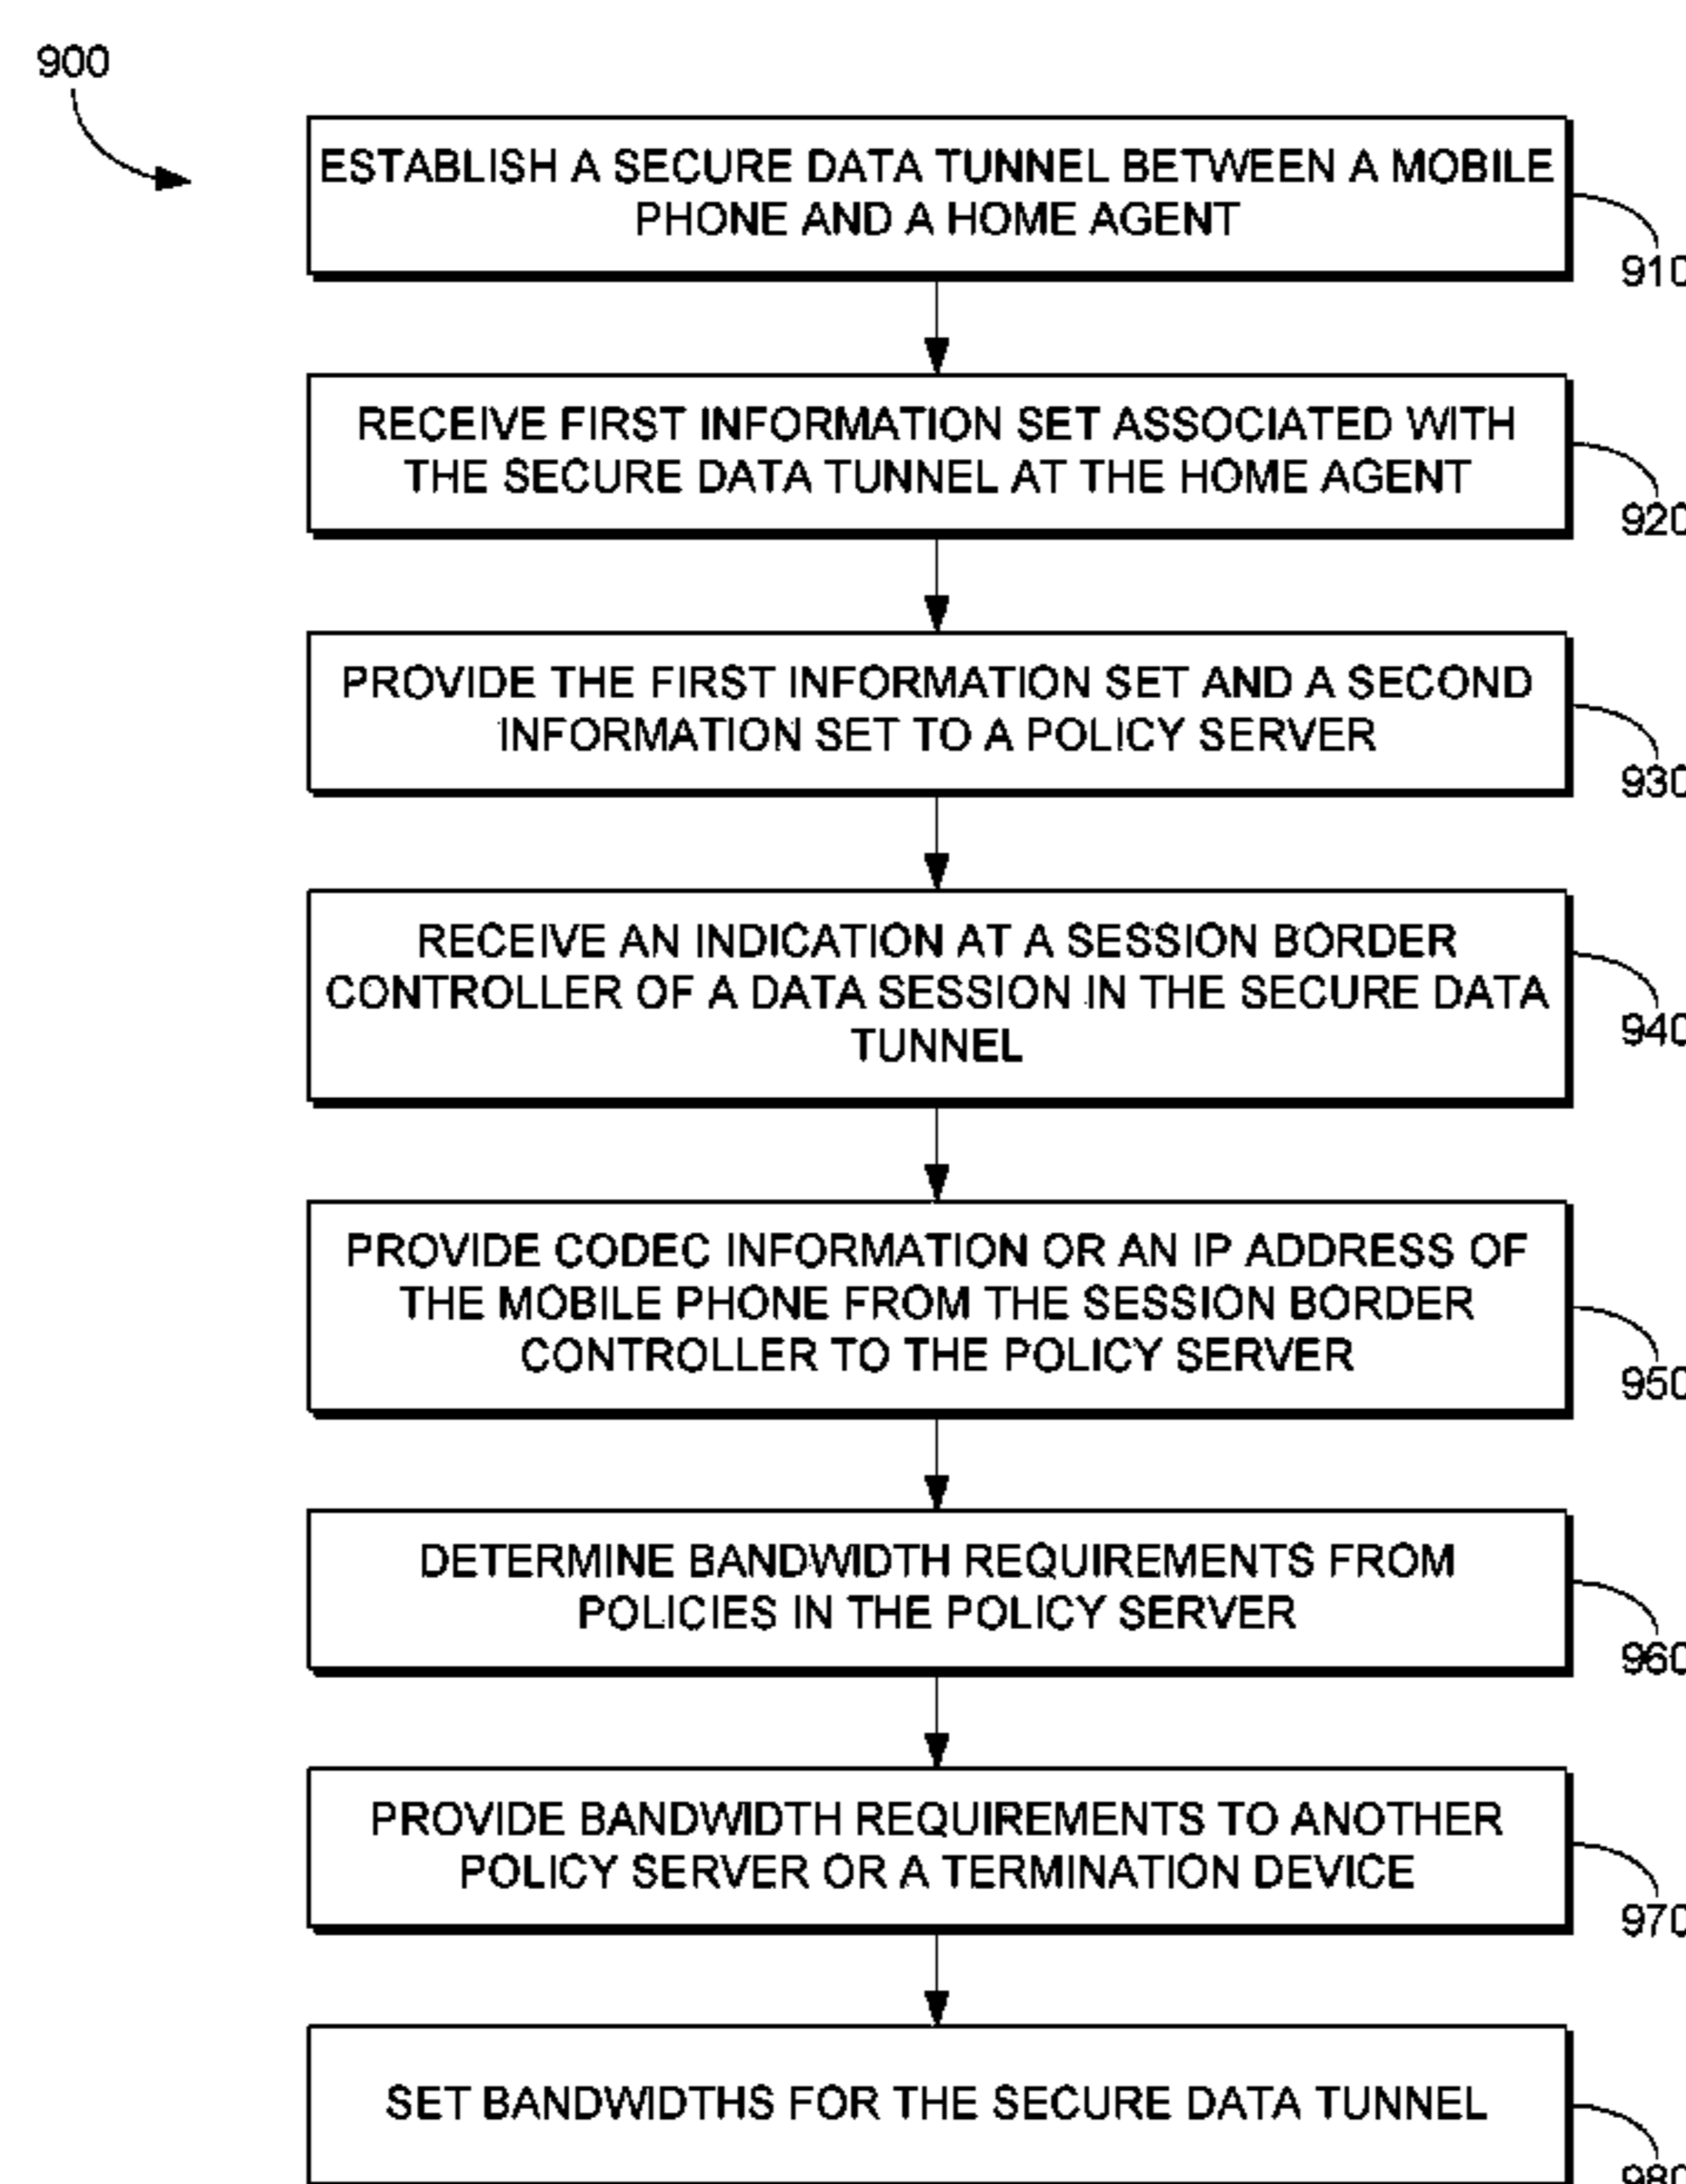 900
ESTABLISH A SECURE DATA TUNNEL BETWEEN A MOBILE
PHONE AND A HOME AGENT
910
RECEIVE FIRST INFORMATION SET ASSOCIATED WITH
THE SECURE DATA TUNNEL AT THE HOME AGENT
920
PROVIDE THE FIRST INFORMATION SET AND A SECOND
INFORMATION SET TO A POLICY SERVER
930
RECEIVE AN INDICATION AT A SESSION BORDER
CONTROLLER OF A DATA SESSION IN THE SECURE DATA
TUNNEL
940
PROVIDE CODEC INFORMATION OR AN IP ADDRESS OF
THE MOBILE PHONE FROM THE SESSION BORDER
CONTROLLER TO THE POLICY SERVER
950
DETERMINE BANDWIDTH REQUIREMENTS FROM
POLICIES IN THE POLICY SERVER
960
PROVIDE BANDWIDTH REQUIREMENTS TO ANOTHER
POLICY SERVER OR A TERMINATION DEVICE
970
SET BANDWIDTHS FOR THE SECURE DATA TUNNEL
980